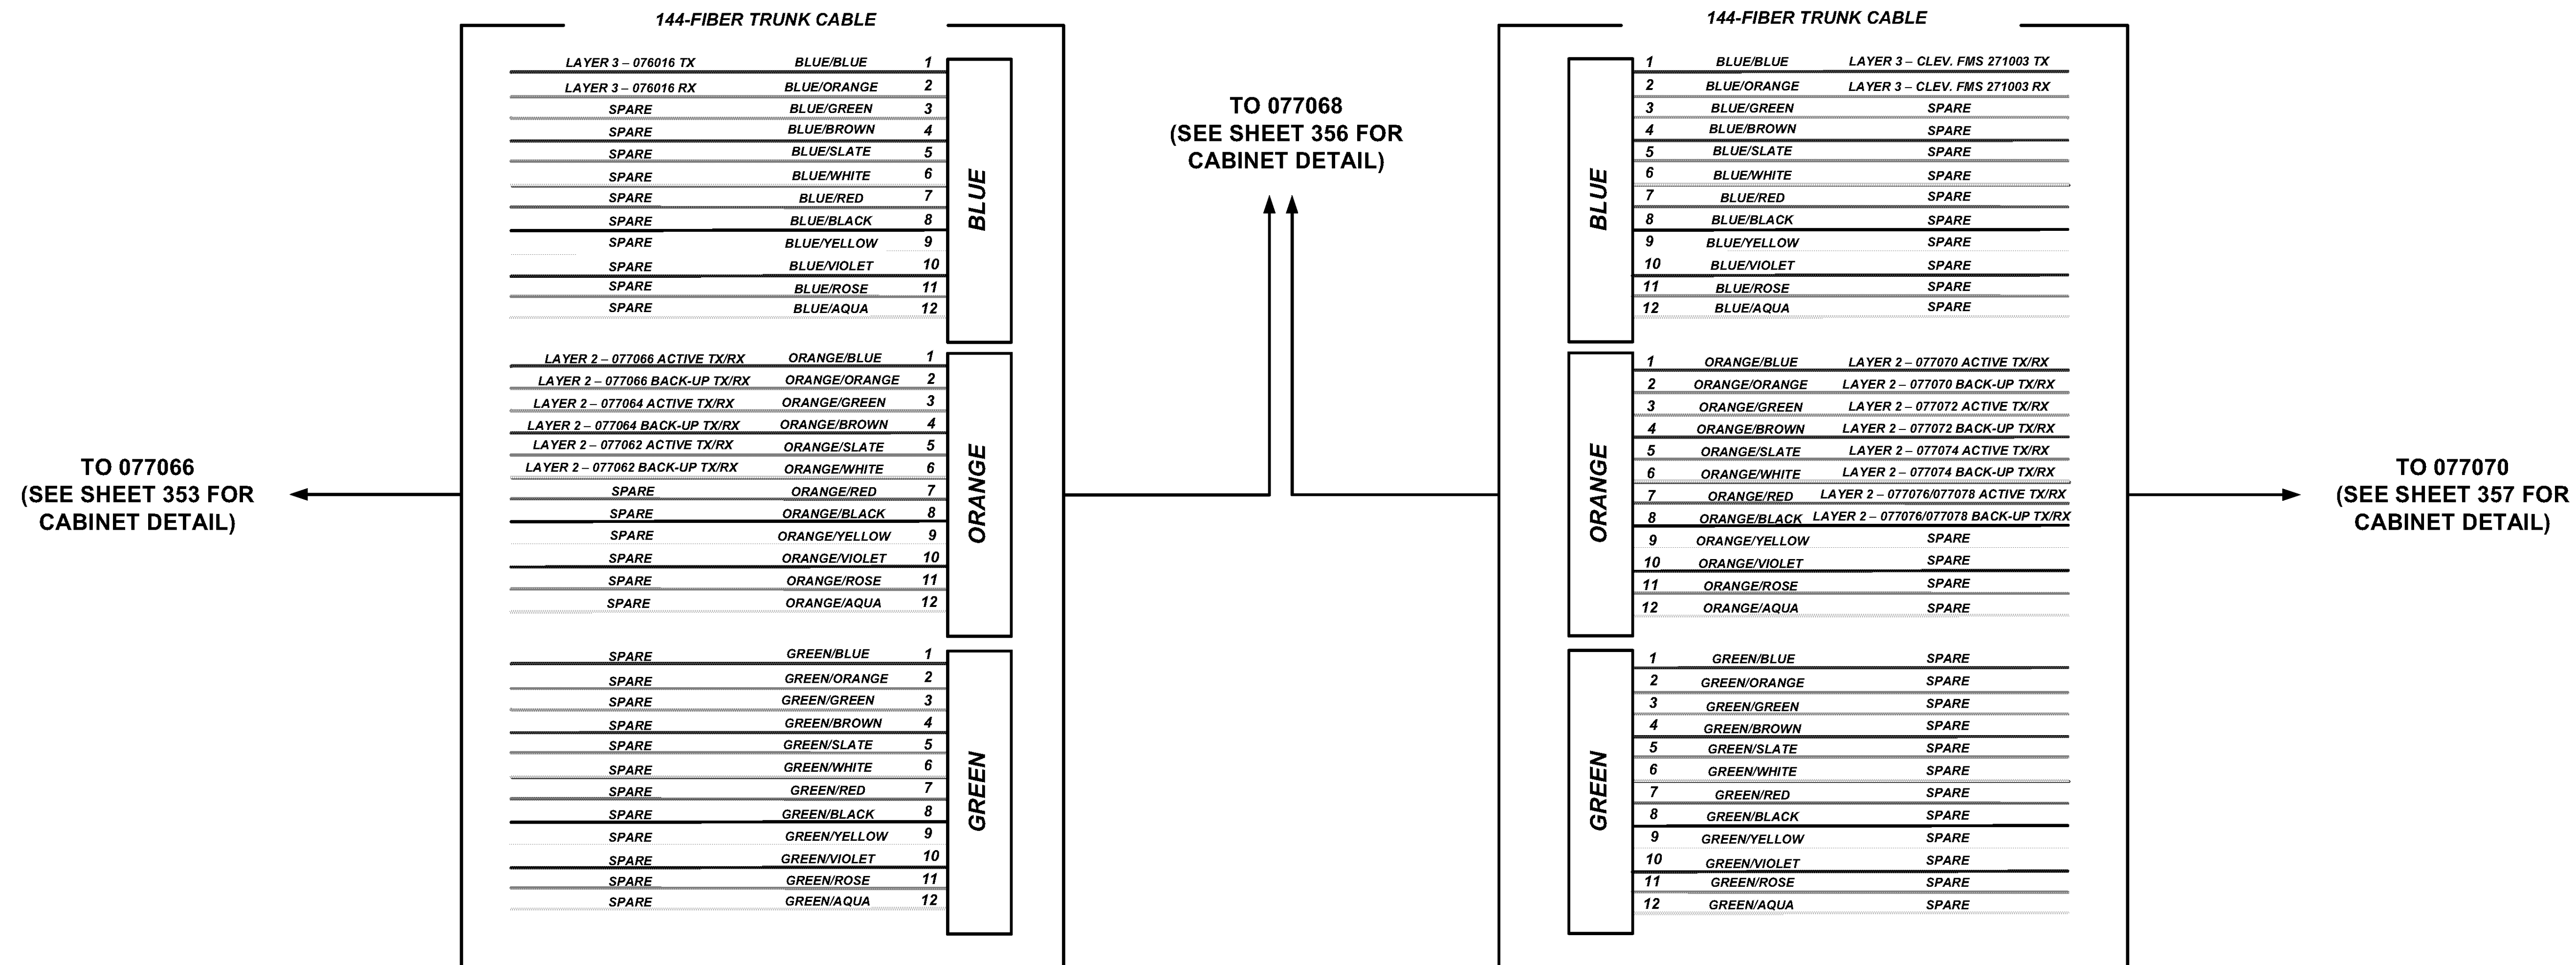 144-FIBER TRUNK CABLE
LAYER 3 – 076016 TX BLUE/BLUE 1
LAYER 3 – 076016 RX BLUE/ORANGE 2
SPARE BLUE/GREEN 3
SPARE BLUE/BROWN 4
SPARE BLUE/SLATE 5
SPARE BLUE/WHITE 6
SPARE BLUE/RED 7
SPARE BLUE/BLACK 8
SPARE BLUE/YELLOW 9
SPARE BLUE/VIOLET 10
SPARE BLUE/ROSE 11
SPARE BLUE/AQUA 12
BLUE
LAYER 2 – 077066 ACTIVE TX/RX ORANGE/BLUE 1
LAYER 2 – 077066 BACK-UP TX/RX ORANGE/ORANGE 2
LAYER 2 – 077064 ACTIVE TX/RX ORANGE/GREEN 3
LAYER 2 – 077064 BACK-UP TX/RX ORANGE/BROWN 4
LAYER 2 – 077062 ACTIVE TX/RX ORANGE/SLATE 5
LAYER 2 – 077062 BACK-UP TX/RX ORANGE/WHITE 6
SPARE ORANGE/RED 7
SPARE ORANGE/BLACK 8
SPARE ORANGE/YELLOW 9
SPARE ORANGE/VIOLET 10
SPARE ORANGE/ROSE 11
SPARE ORANGE/AQUA 12
ORANGE
SPARE GREEN/BLUE 1
SPARE GREEN/ORANGE 2
SPARE GREEN/GREEN 3
SPARE GREEN/BROWN 4
SPARE GREEN/SLATE 5
SPARE GREEN/WHITE 6
SPARE GREEN/RED 7
SPARE GREEN/BLACK 8
SPARE GREEN/YELLOW 9
SPARE GREEN/VIOLET 10
SPARE GREEN/ROSE 11
SPARE GREEN/AQUA 12
GREEN
TO 077066
(SEE SHEET 353 FOR
CABINET DETAIL)
TO 077068
(SEE SHEET 356 FOR
CABINET DETAIL)
144-FIBER TRUNK CABLE
BLUE
1 BLUE/BLUE LAYER 3 – CLEV. FMS 271003 TX
2 BLUE/ORANGE LAYER 3 – CLEV. FMS 271003 RX
3 BLUE/GREEN SPARE
4 BLUE/BROWN SPARE
5 BLUE/SLATE SPARE
6 BLUE/WHITE SPARE
7 BLUE/RED SPARE
8 BLUE/BLACK SPARE
9 BLUE/YELLOW SPARE
10 BLUE/VIOLET SPARE
11 BLUE/ROSE SPARE
12 BLUE/AQUA SPARE
ORANGE
1 ORANGE/BLUE LAYER 2 – 077070 ACTIVE TX/RX
2 ORANGE/ORANGE LAYER 2 – 077070 BACK-UP TX/RX
3 ORANGE/GREEN LAYER 2 – 077072 ACTIVE TX/RX
4 ORANGE/BROWN LAYER 2 – 077072 BACK-UP TX/RX
5 ORANGE/SLATE LAYER 2 – 077074 ACTIVE TX/RX
6 ORANGE/WHITE LAYER 2 – 077074 BACK-UP TX/RX
7 ORANGE/RED LAYER 2 – 077076/077078 ACTIVE TX/RX
8 ORANGE/BLACK LAYER 2 – 077076/077078 BACK-UP TX/RX
9 ORANGE/YELLOW SPARE
10 ORANGE/VIOLET SPARE
11 ORANGE/ROSE SPARE
12 ORANGE/AQUA SPARE
GREEN
1 GREEN/BLUE SPARE
2 GREEN/ORANGE SPARE
3 GREEN/GREEN SPARE
4 GREEN/BROWN SPARE
5 GREEN/SLATE SPARE
6 GREEN/WHITE SPARE
7 GREEN/RED SPARE
8 GREEN/BLACK SPARE
9 GREEN/YELLOW SPARE
10 GREEN/VIOLET SPARE
11 GREEN/ROSE SPARE
12 GREEN/AQUA SPARE
TO 077070
(SEE SHEET 357 FOR
CABINET DETAIL)